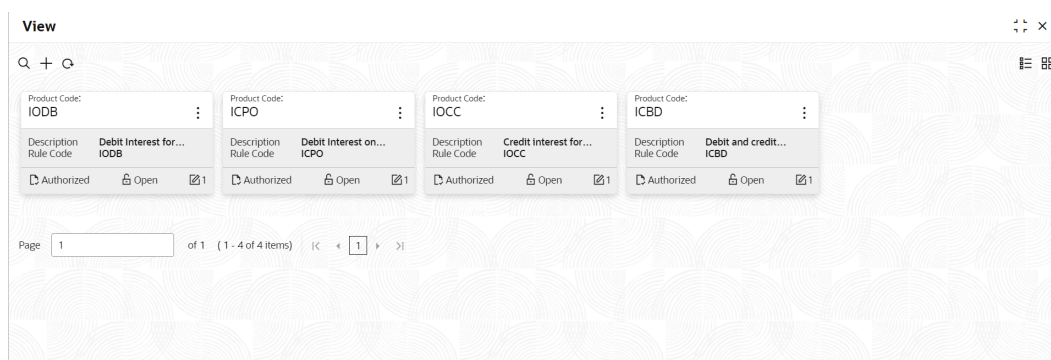 View
Product Code:
IODB
Description Debit Interest for...
Rule Code IODB
Authorized Open 1
Product Code:
ICPO
Description Debit Interest on...
Rule Code ICPO
Authorized Open 1
Product Code:
IOCC
Description Credit interest for...
Rule Code IOCC
Authorized Open 1
Product Code:
ICBD
Description Debit and credit...
Rule Code ICBD
Authorized Open 1
Page 1 of 1 ( 1 - 4 of 4 items) 1